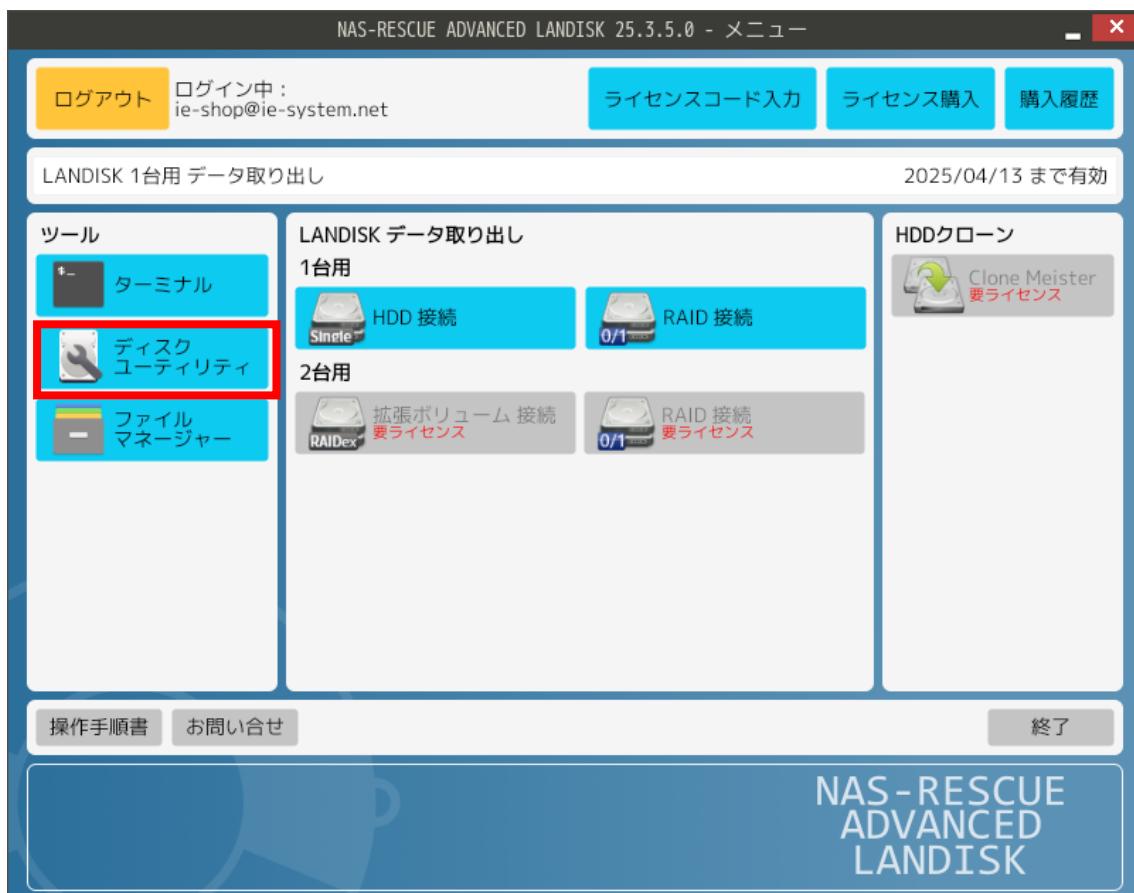 NAS-RESCUE ADVANCED LANDISK 25.3.5.0 - メニュー
ログアウト
ログイン中 :
ie-shop@ie-system.net
ライセンスコード入力
ライセンス購入
購入履歴
LANDISK 1台用 データ取り出し
2025/04/13 まで有効
ツール
$_
ターミナル
ディスク
ユーティリティ
ファイル
マネージャー
LANDISK データ取り出し
1台用
Single
HDD 接続
0/1
RAID 接続
2台用
RAIDex
拡張ボリューム 接続
要ライセンス
0/1
RAID 接続
要ライセンス
HDDクローン
Clone Meister
要ライセンス
操作手順書
お問い合せ
終了
NAS-RESCUE
ADVANCED
LANDISK